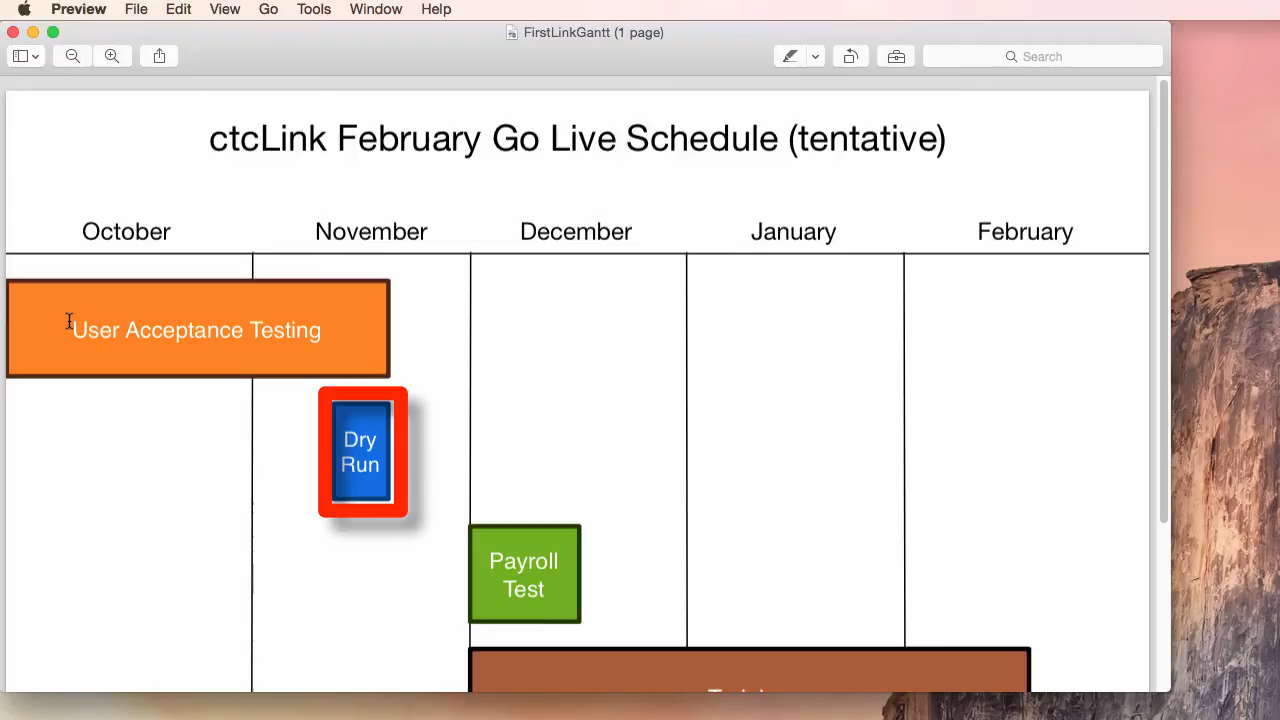 Preview File Edit View Go Tools Window Help
FirstLinkGantt (1 page)
Search
ctcLink February Go Live Schedule (tentative)
October November December January February
User Acceptance Testing
Dry
Run
Payroll
Test